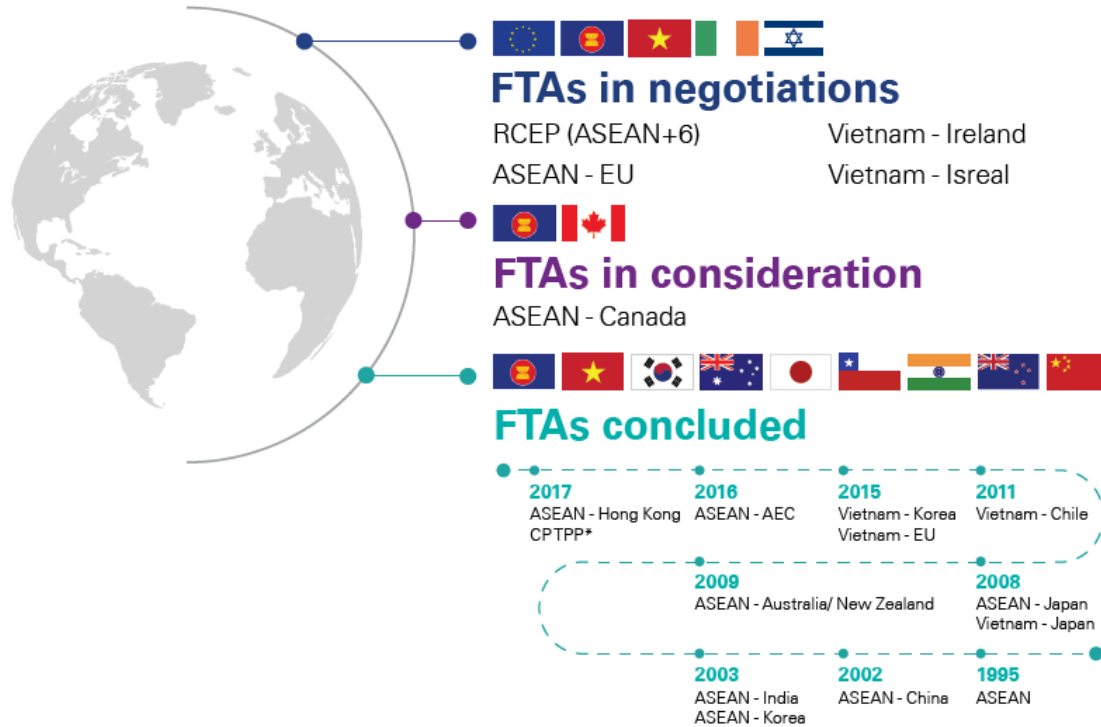 FTAs in negotiations
RCEP (ASEAN+6)
Vietnam - Ireland
ASEAN - EU
Vietnam - Isreal
FTAs in consideration
ASEAN - Canada
FTAs concluded
2017
ASEAN - Hong Kong
CPTPP*
2016
ASEAN - AEC
2015
Vietnam - Korea
Vietnam - EU
2011
Vietnam - Chile
2009
ASEAN - Australia/ New Zealand
2008
ASEAN - Japan
Vietnam - Japan
2003
ASEAN - India
ASEAN - Korea
2002
ASEAN - China
1995
ASEAN